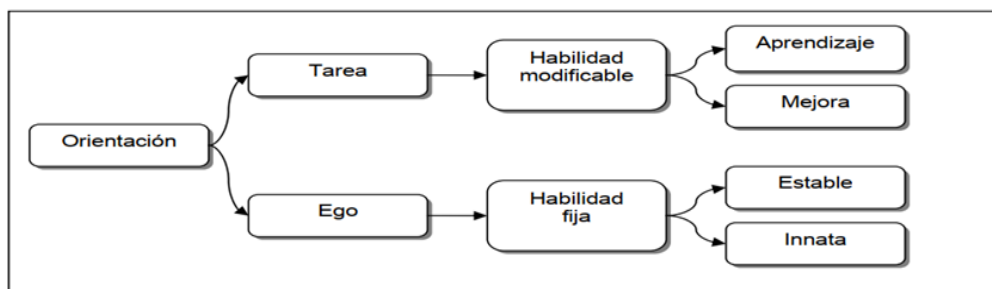 Orientación
Tarea
Habilidad
modificable
Aprendizaje
Mejora
Ego
Habilidad
fija
Estable
Innata